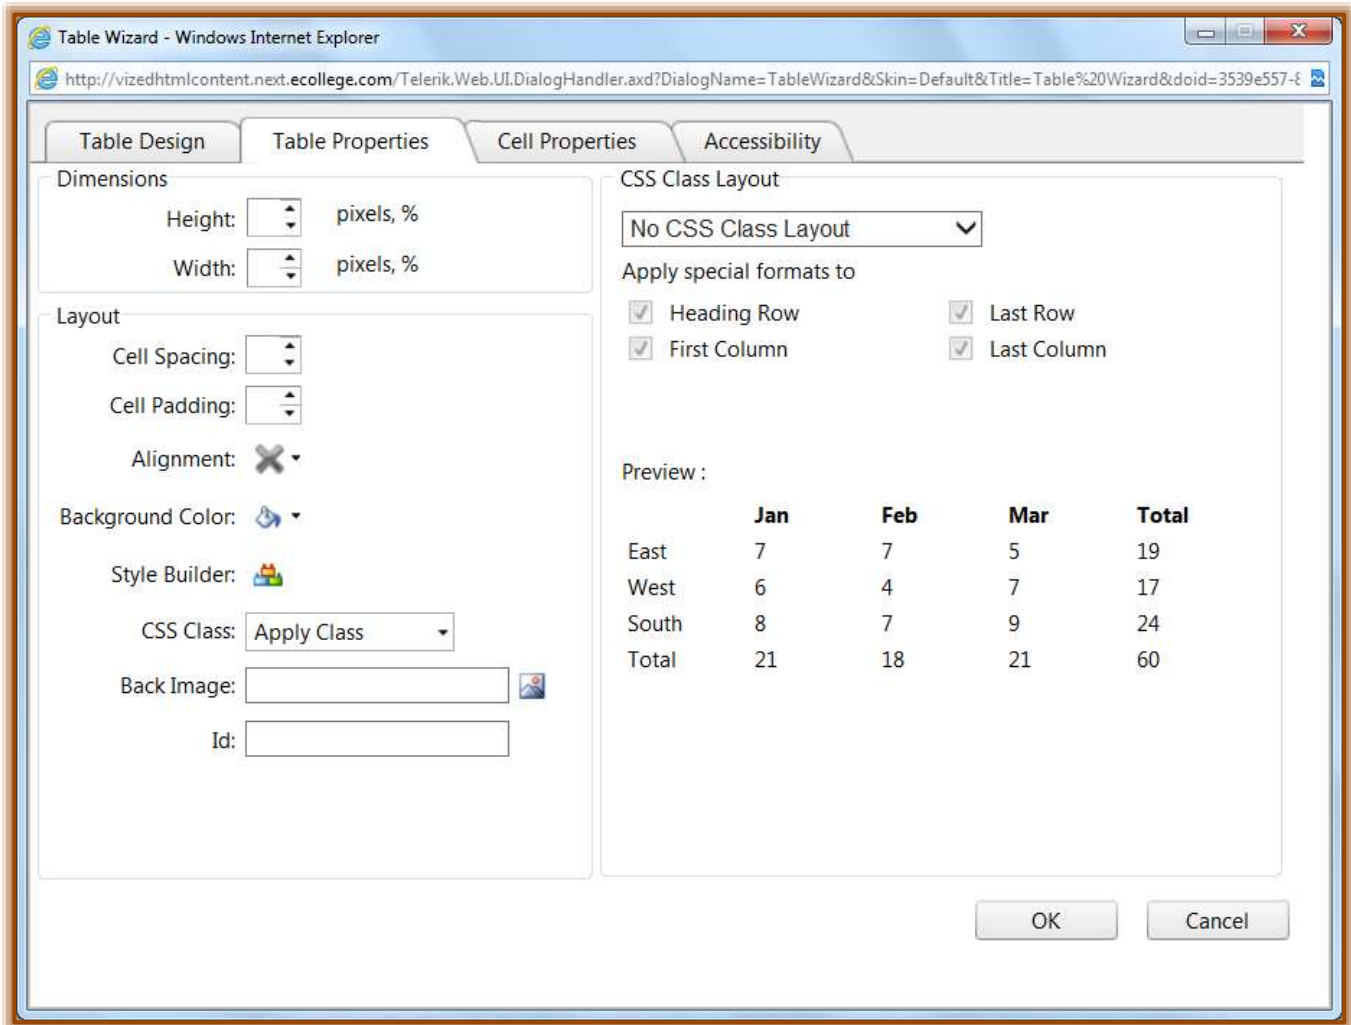 Table Wizard - Windows Internet Explorer
http://vizedhtmlcontent.next.ecollege.com/Telerik.Web.UI.DialogHandler.axd?DialogName=TableWizard&Skin=Default&Title=Table%20Wizard&doid=3539e557-8
Table Design Table Properties Cell Properties Accessibility
Dimensions
Height: pixels, %
Width: pixels, %
Layout
Cell Spacing:
Cell Padding:
Alignment:
Background Color:
Style Builder:
CSS Class: Apply Class
Back Image:
Id:
CSS Class Layout
No CSS Class Layout
Apply special formats to
Heading Row Last Row
First Column Last Column
Preview :
Jan Feb Mar Total
East 7 7 5 19
West 6 4 7 17
South 8 7 9 24
Total 21 18 21 60
OK Cancel